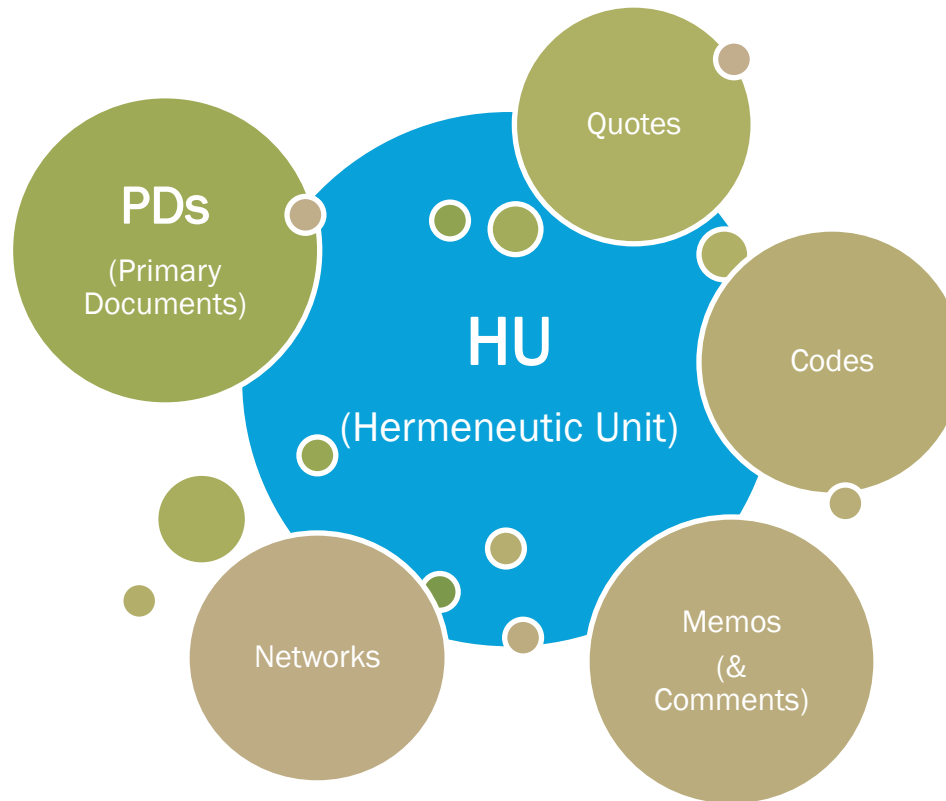 Quotes
PDs
(Primary
Documents)
HU
(Hermeneutic Unit)
Codes
Memos
(&
Comments)
Networks